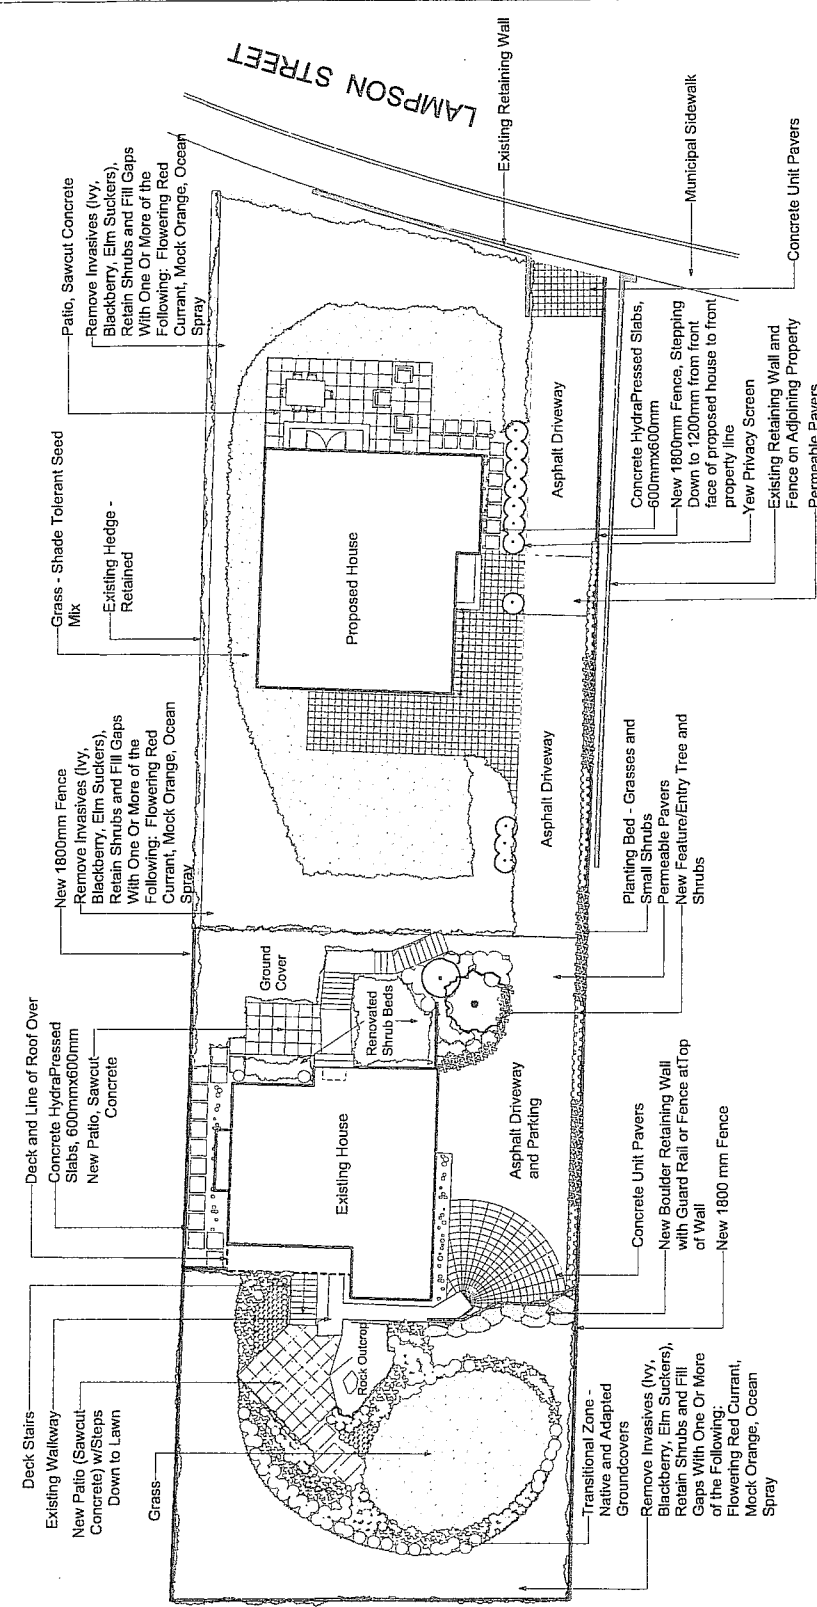 LAMPSON STREET
Deck Stairs
Existing Walkway
New Patio (Sawcut
Concrete) w/Steps
Down to Lawn
Grass
Deck and Line of Roof Over
Concrete HydraPressed
Slabs, 600mmx600mm
New Patio, Sawcut
Concrete
New 1800mm Fence
Remove Invasives (Ivy,
Blackberry, Elm Suckers),
Retain Shrubs and Fill Gaps
With One Or More of the
Following: Flowering Red
Currant, Mock Orange, Ocean
Spray
Grass - Shade Tolerant Seed
Mix
Existing Hedge -
Retained
Patio, Sawcut Concrete
Remove Invasives (Ivy,
Blackberry, Elm Suckers),
Retain Shrubs and Fill Gaps
With One Or More of the
Following: Flowering Red
Currant, Mock Orange, Ocean
Spray
Existing Retaining Wall
Municipal Sidewalk
Concrete Unit Pavers
Rock Outcrop
Existing House
Ground
Cover
Renovated
Shrub Beds
Asphalt Driveway
and Parking
Proposed House
Asphalt Driveway
Asphalt Driveway
Transitional Zone -
Native and Adapted
Groundcovers
Remove Invasives (Ivy,
Blackberry, Elm Suckers),
Retain Shrubs and Fill
Gaps With One Or More
of the Following:
Flowering Red Currant,
Mock Orange, Ocean
Spray
Concrete Unit Pavers
New Boulder Retaining Wall
with Guard Rail or Fence atTop
of Wall
New 1800 mm Fence
Planting Bed - Grasses and
Small Shrubs
Permeable Pavers
New Feature/Entry Tree and
Shrubs
Concrete HydraPressed Slabs,
600mmx600mm
New 1800mm Fence, Stepping
Down to 1200mm from front
face of proposed house to front
property line
Yew Privacy Screen
Existing Retaining Wall and
Fence on Adjoining Property
Permeable Pavers